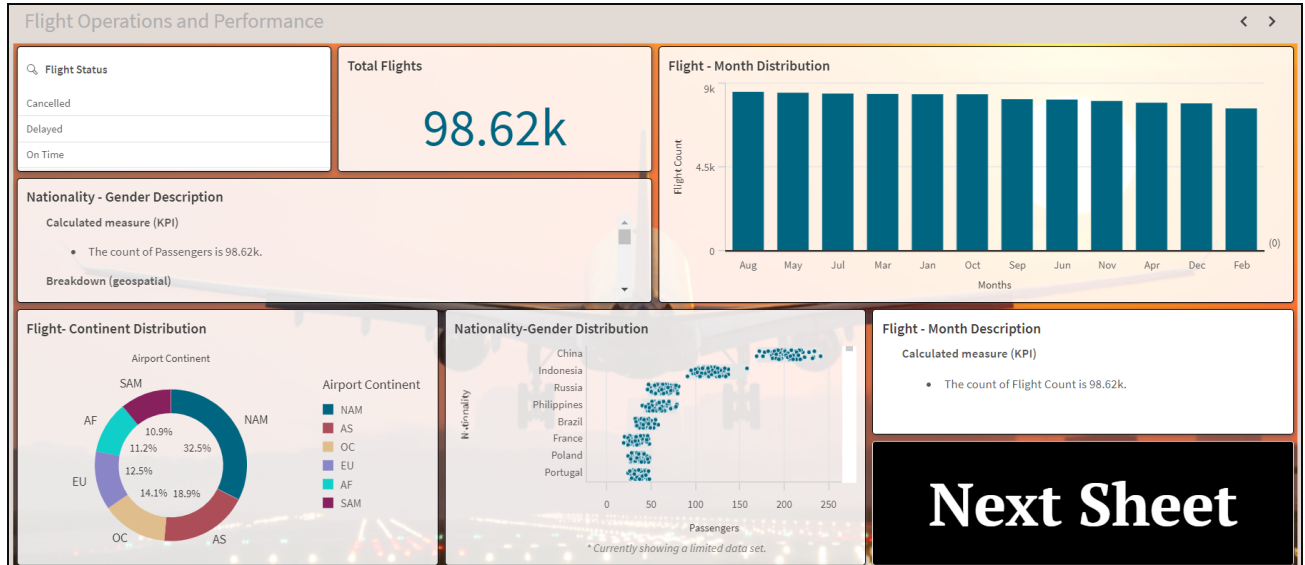 Flight Operations and Performance
Flight Status
Cancelled
Delayed
On Time
Total Flights
98.62k
Flight - Month Distribution
9k
4.5k
0
Flight Count
(0)
Aug May Jul Mar Jan Oct Sep Jun Nov Apr Dec Feb
Months
Nationality - Gender Description
Calculated measure (KPI)
• The count of Passengers is 98.62k.
Breakdown (geospatial)
Flight- Continent Distribution
Airport Continent
SAM
AF
NAM
EU
OC
AS
10.9%
11.2%
32.5%
12.5%
14.1%
18.9%
Airport Continent
NAM
AS
OC
EU
AF
SAM
Nationality-Gender Distribution
Nationality
China
Indonesia
Russia
Philippines
Brazil
France
Poland
Portugal
0 50 100 150 200 250
Passengers
* Currently showing a limited data set.
Flight - Month Description
Calculated measure (KPI)
• The count of Flight Count is 98.62k.
Next Sheet